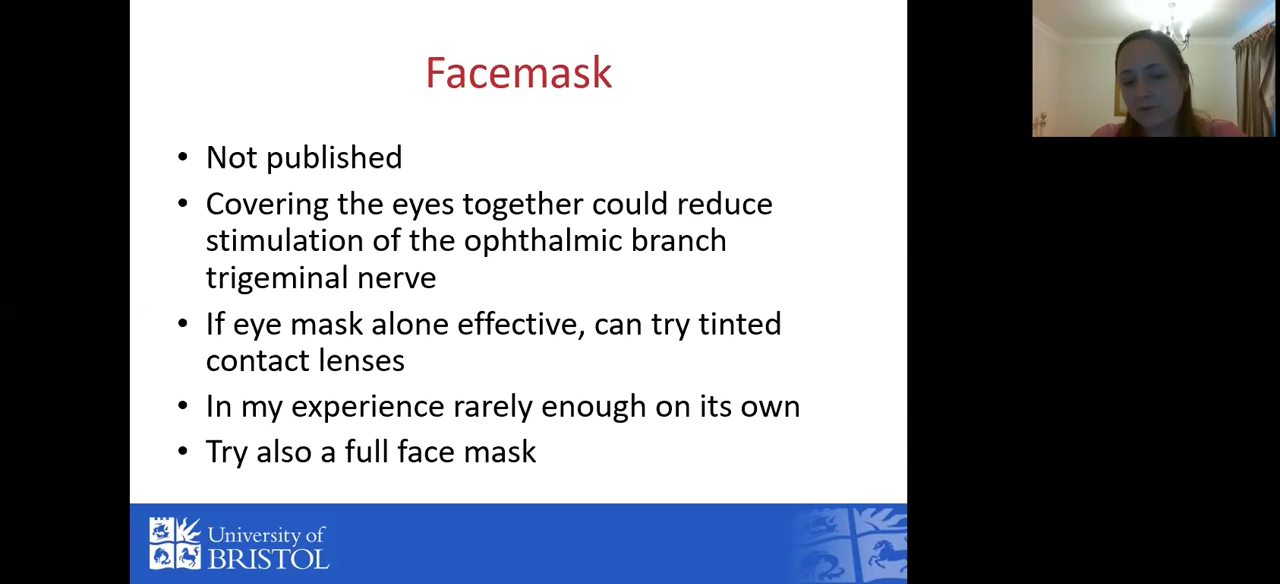 Facemask
• Not published
• Covering the eyes together could reduce
stimulation of the ophthalmic branch
trigeminal nerve
• If eye mask alone effective, can try tinted
contact lenses
• In my experience rarely enough on its own
• Try also a full face mask
University of
BRISTOL